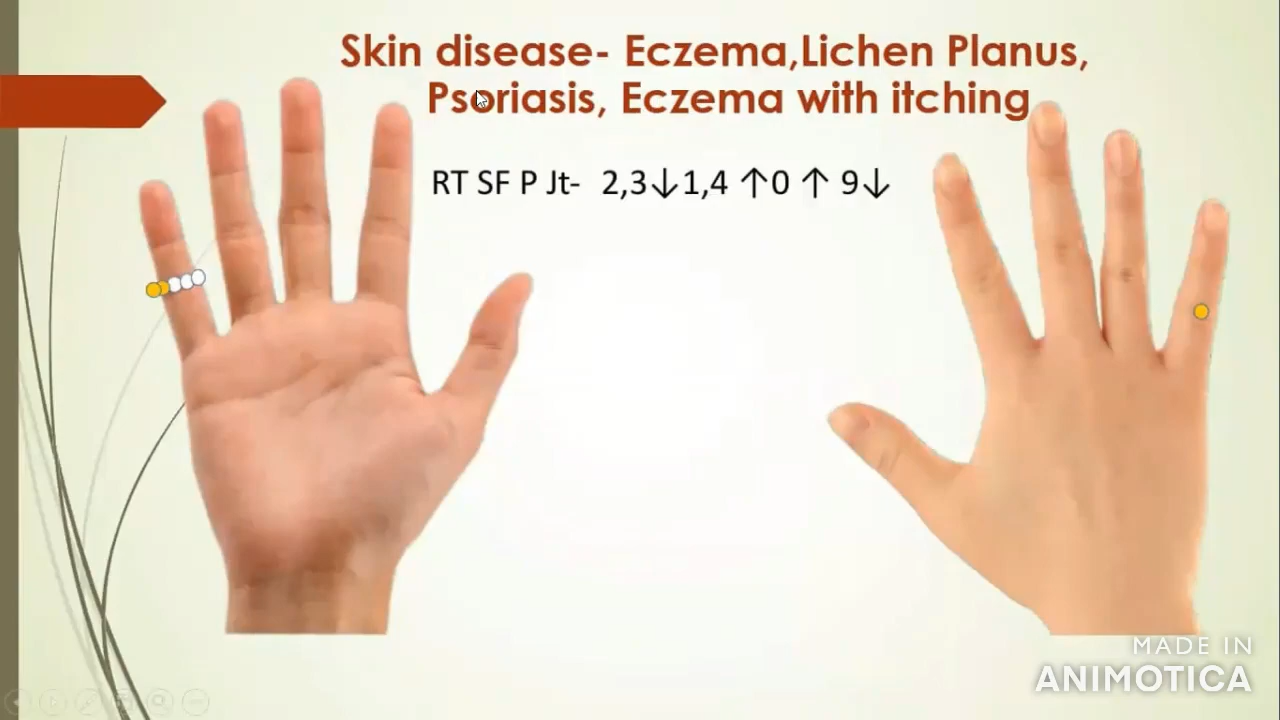 Skin disease- Eczema,Lichen Planus,
Psoriasis, Eczema with itching
RT SF P Jt- 2,3↓1,4 ↑0 ↑ 9↓
MADE IN
ANIMOTICA